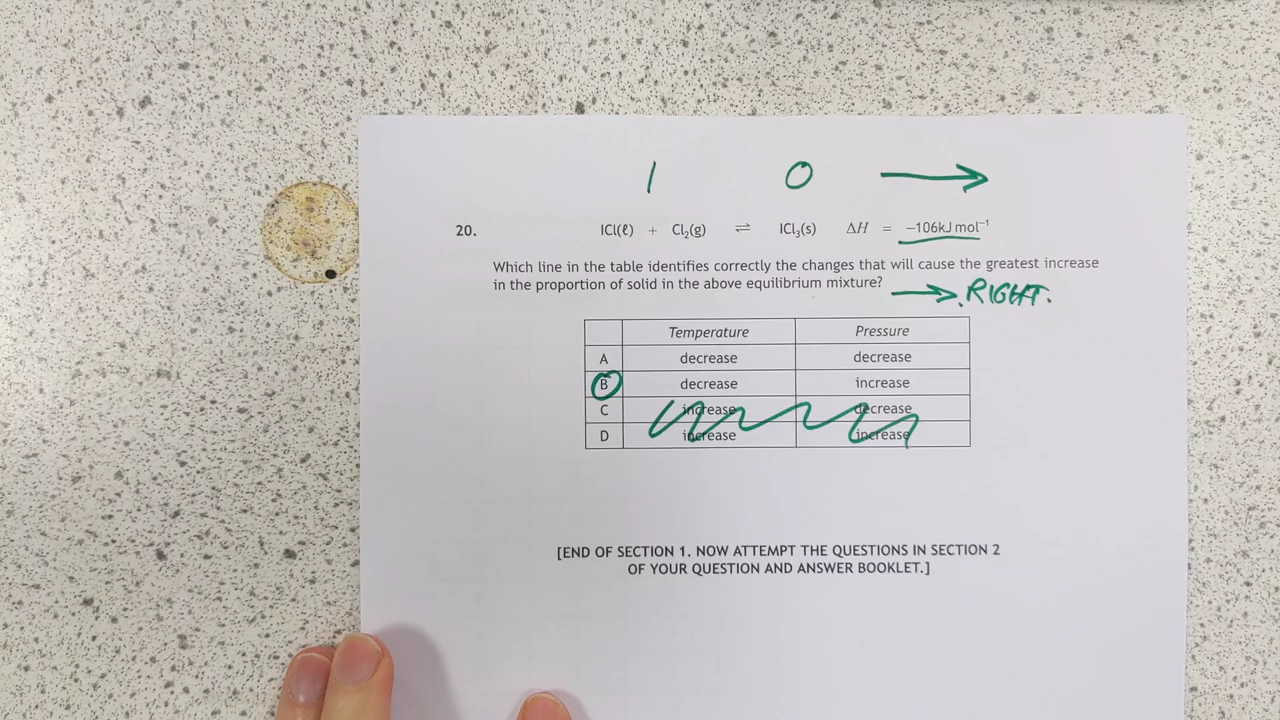 1 0 →
20. ICl(ℓ) + Cl₂(g) ⇌ ICl₃(s) ΔH = −106kJ mol⁻¹
Which line in the table identifies correctly the changes that will cause the greatest increase
in the proportion of solid in the above equilibrium mixture?
→ RIGHT.
Temperature Pressure
A decrease decrease
B decrease increase
C increase decrease
D increase increase
[END OF SECTION 1. NOW ATTEMPT THE QUESTIONS IN SECTION 2
OF YOUR QUESTION AND ANSWER BOOKLET.]